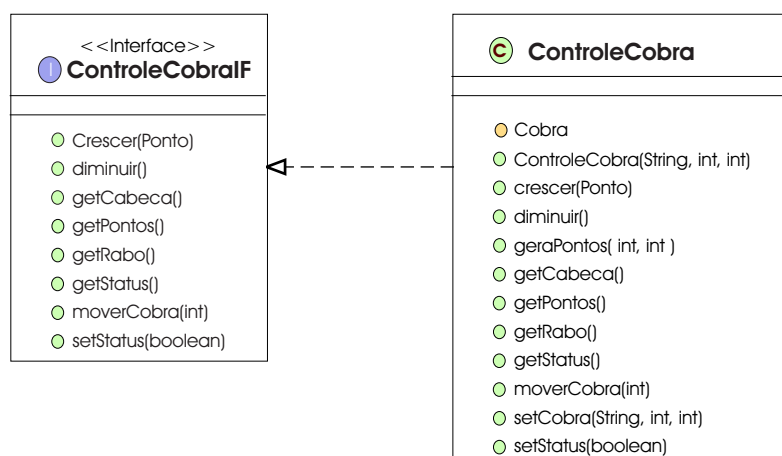 <<Interface>>
I ControleCobraIF
Crescer(Ponto)
diminuir()
getCabeca()
getPontos()
getRabo()
getStatus()
moverCobra(int)
setStatus(boolean)
C ControleCobra
Cobra
ControleCobra(String, int, int)
crescer(Ponto)
diminuir()
geraPontos( int, int )
getCabeca()
getPontos()
getRabo()
getStatus()
moverCobra(int)
setCobra(String, int, int)
setStatus(boolean)